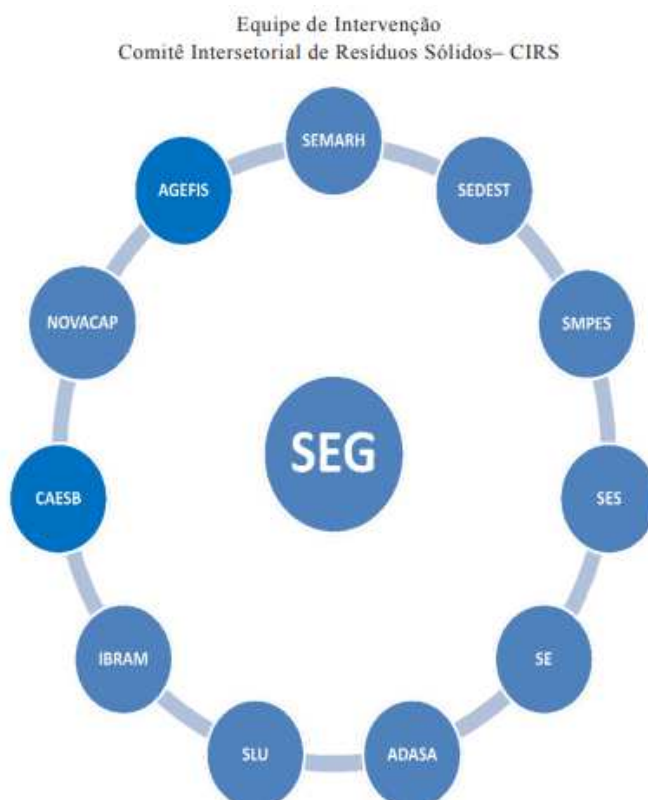 Equipe de Intervenção
Comitê Intersetorial de Resíduos Sólidos– CIRS
SEMARH
SEDEST
SMPES
SES
SE
ADASA
SLU
IBRAM
CAESB
NOVACAP
AGEFIS
SEG